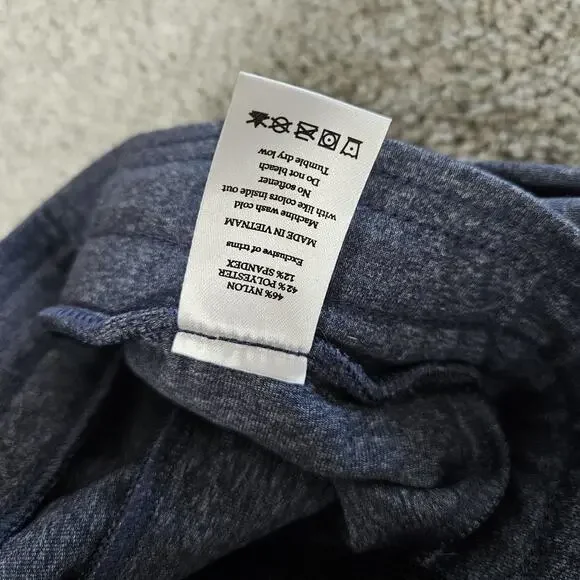 46% NYLON
42% POLYESTER
12% SPANDEX
Exclusive of trims
MADE IN VIETNAM
Machine wash cold
with like colors inside out
No softener
Do not bleach
Tumble dry low